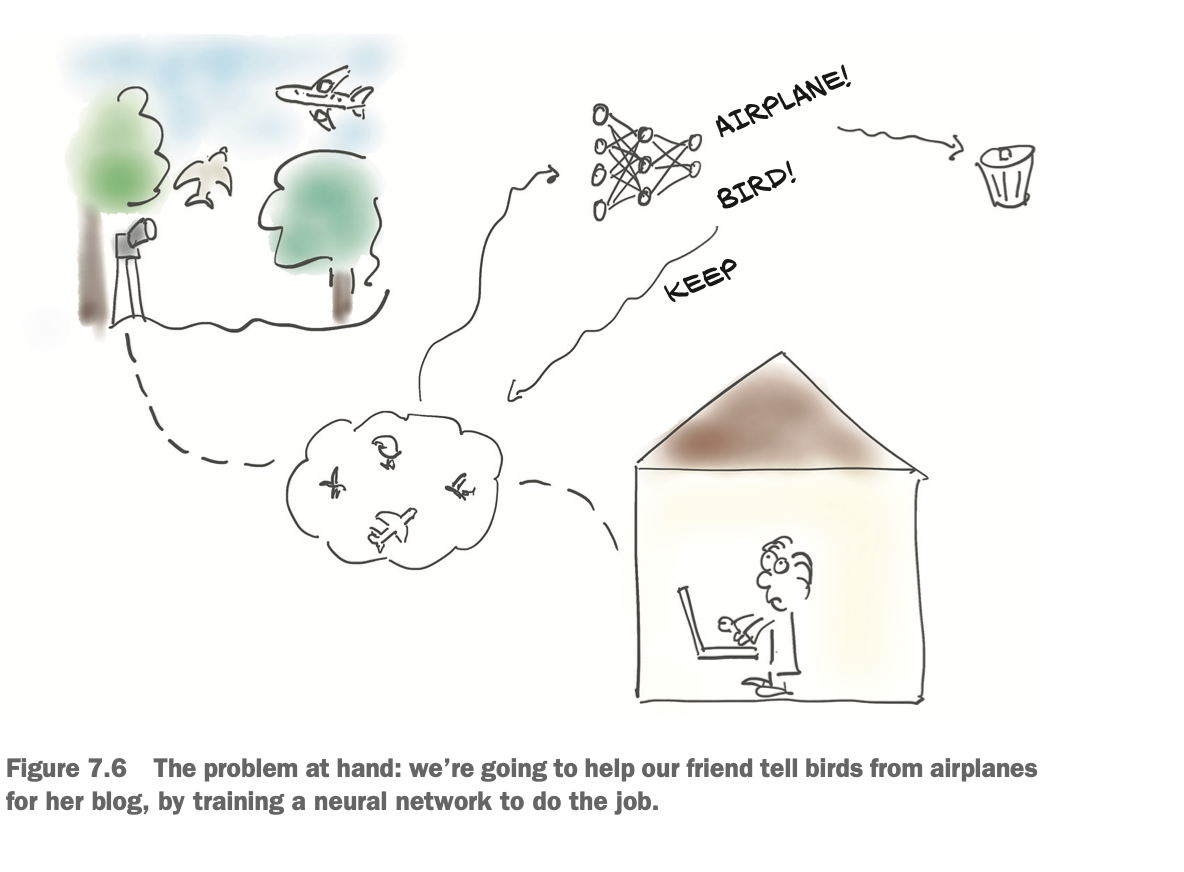 AIRPLANE!
BIRD!
KEEP
Figure 7.6 The problem at hand: we’re going to help our friend tell birds from airplanes
for her blog, by training a neural network to do the job.